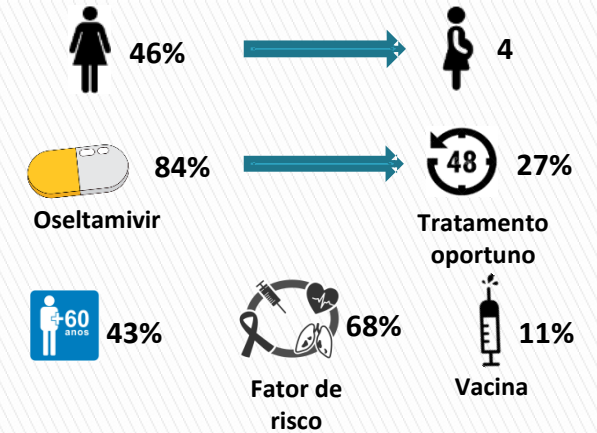 46%
4
84%
48
27%
Oseltamivir
Tratamento
oportuno
+60
anos
43%
68%
11%
Fator de
risco
Vacina